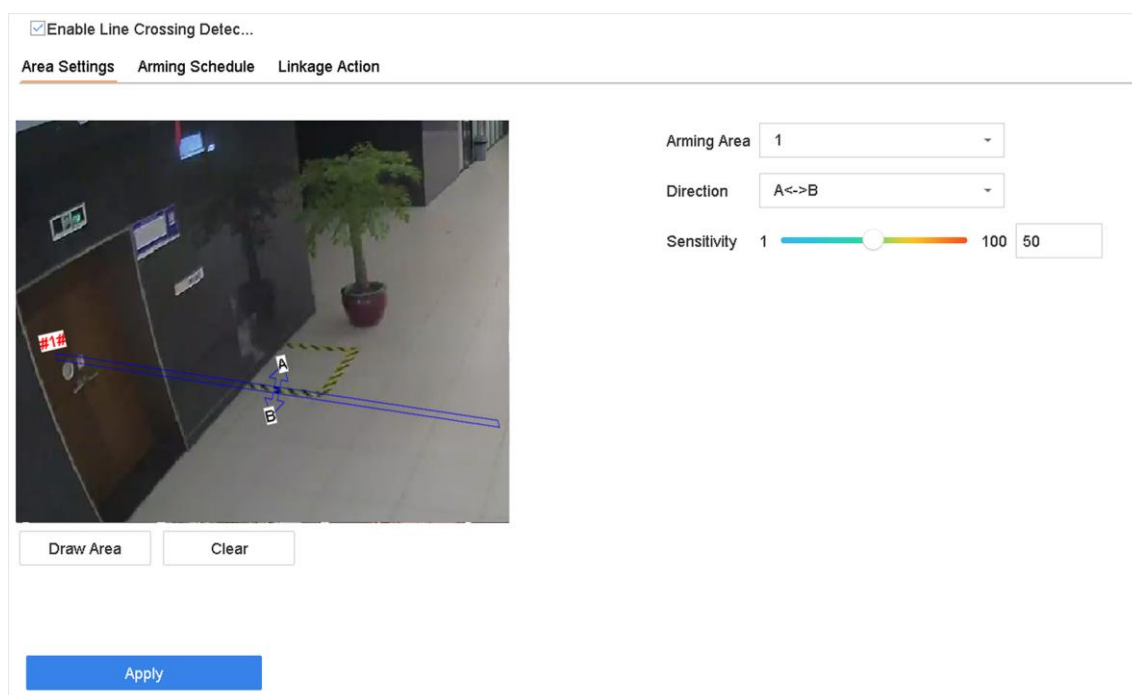 Enable Line Crossing Detec...
Area Settings Arming Schedule Linkage Action
Arming Area 1
Direction A<->B
Sensitivity 1 100 50
#1#
A
B
Draw Area Clear
Apply